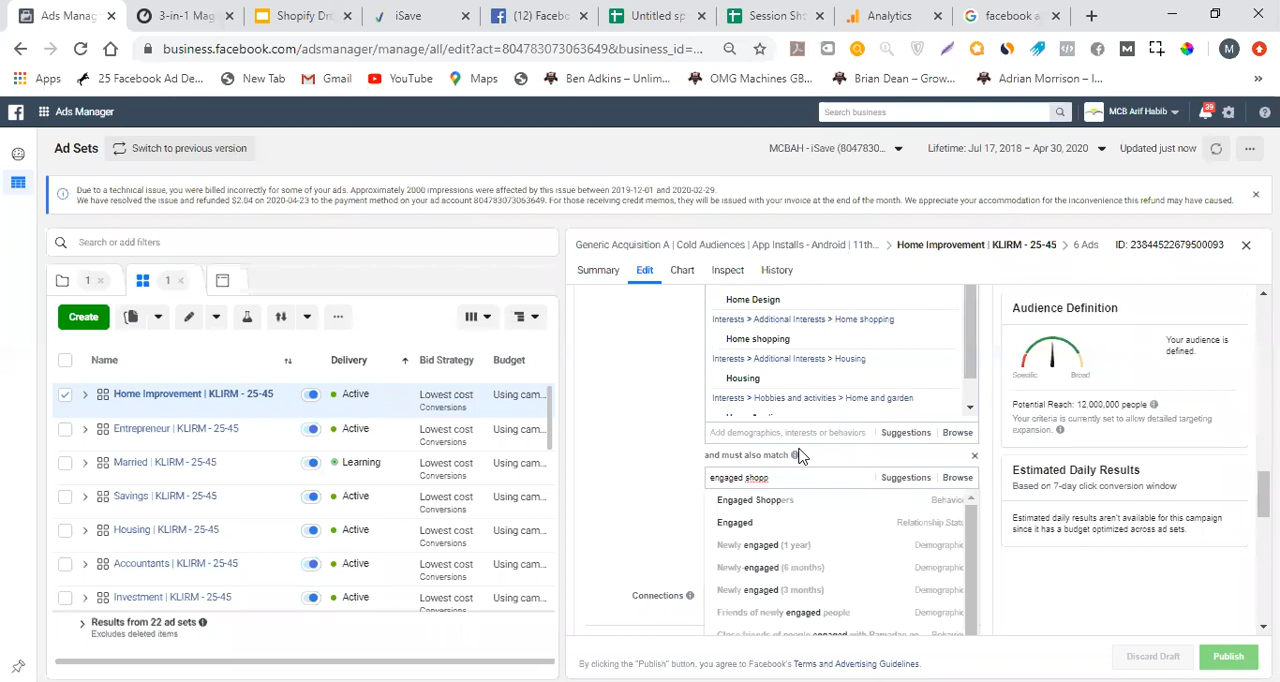 Ads Manager
3-in-1 Mag
Shopify Dr
iSave
(12) Facebo
Untitled sp
Session Sh
Analytics
facebook a
business.facebook.com/adsmanager/manage/all/edit?act=804783073063649&business_id=...
M
Apps
25 Facebook Ad De...
New Tab
Gmail
YouTube
Maps
Ben Adkins – Unlim...
OMG Machines GB...
Brian Dean – Grow...
Adrian Morrison – I...
Ads Manager
Search business
MCB Arif Habib
39
Ad Sets
Switch to previous version
MCBAH - iSave (8047830...
Lifetime: Jul 17, 2018 – Apr 30, 2020
Updated just now
Due to a technical issue, you were billed incorrectly for some of your ads. Approximately 2000 impressions were affected by this issue between 2019-12-01 and 2020-02-29.
We have resolved the issue and refunded $2.04 on 2020-04-23 to the payment method on your ad account 804783073063649. For those receiving credit memos, they will be issued with your invoice at the end of the month. We appreciate your accommodation for the inconvenience this refund may have caused.
Search or add filters
1
1
Create
Name
Delivery
Bid Strategy
Budget
Home Improvement | KLIRM - 25-45
Active
Lowest cost
Conversions
Using cam...
Entrepreneur | KLIRM - 25-45
Active
Lowest cost
Conversions
Using cam...
Married | KLIRM - 25-45
Learning
Lowest cost
Conversions
Using cam...
Savings | KLIRM - 25-45
Active
Lowest cost
Conversions
Using cam...
Housing | KLIRM - 25-45
Active
Lowest cost
Conversions
Using cam...
Accountants | KLIRM - 25-45
Active
Lowest cost
Conversions
Using cam...
Investment | KLIRM - 25-45
Active
Lowest cost
Conversions
Using cam...
Results from 22 ad sets
Excludes deleted items
Generic Acquisition A | Cold Audiences | App Installs - Android | 11th...
Home Improvement | KLIRM - 25-45
6 Ads
ID: 23844522679500093
Summary
Edit
Chart
Inspect
History
Home Design
Interests > Additional Interests > Home shopping
Home shopping
Interests > Additional Interests > Housing
Housing
Interests > Hobbies and activities > Home and garden
Add demographics, interests or behaviors
Suggestions
Browse
and must also match
engaged shopp
Suggestions
Browse
Engaged Shoppers
Behavio
Engaged
Relationship Statu
Newly engaged (1 year)
Demographic
Newly engaged (6 months)
Demographic
Newly engaged (3 months)
Demographic
Friends of newly engaged people
Demographic
Connections
Audience Definition
Your audience is
defined.
Specific
Broad
Potential Reach: 12,000,000 people
Your criteria is currently set to allow detailed targeting
expansion.
Estimated Daily Results
Based on 7-day click conversion window
Estimated daily results aren't available for this campaign
since it has a budget optimized across ad sets.
By clicking the "Publish" button, you agree to Facebook's Terms and Advertising Guidelines.
Discard Draft
Publish